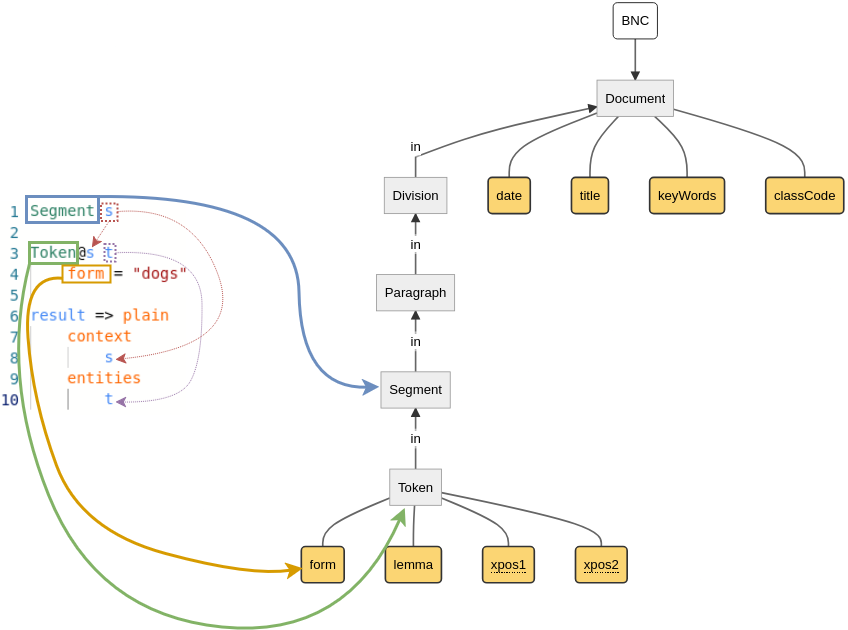 BNC
Document
in
date
title
keyWords
classCode
Division
in
Paragraph
in
Segment
in
Token
form
lemma
xpos1
xpos2
1 Segment s
2
3 Token@s t
4 form = "dogs"
5
6 result => plain
7 context
8 s
9 entities
10 t